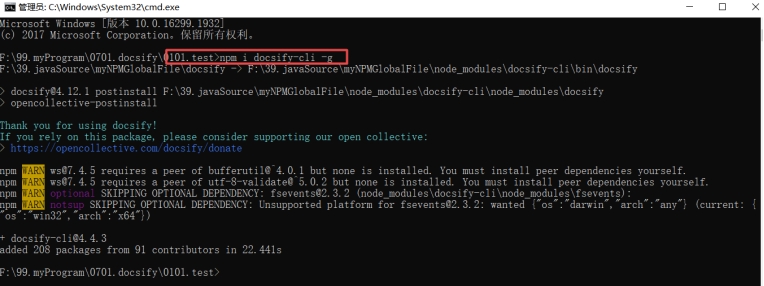 管理员: C:\Windows\System32\cmd.exe
Microsoft Windows [版本 10.0.16299.1932]
(c) 2017 Microsoft Corporation。保留所有权利。
F:\99.myProgram\0701.docsify\0101.test>npm i docsify-cli -g
F:\39.javaSource\myNPMGlobalFile\docsify -> F:\39.javaSource\myNPMGlobalFile\node_modules\docsify-cli\bin\docsify
> docsify@4.12.1 postinstall F:\39.javaSource\myNPMGlobalFile\node_modules\docsify-cli\node_modules\docsify
> opencollective-postinstall
Thank you for using docsify!
If you rely on this package, please consider supporting our open collective:
> https://opencollective.com/docsify/donate
npm WARN ws@7.4.5 requires a peer of bufferutil@^4.0.1 but none is installed. You must install peer dependencies yourself.
npm WARN ws@7.4.5 requires a peer of utf-8-validate@^5.0.2 but none is installed. You must install peer dependencies yourself.
npm WARN optional SKIPPING OPTIONAL DEPENDENCY: fsevents@2.3.2 (node_modules\docsify-cli\node_modules\fsevents):
npm WARN notsup SKIPPING OPTIONAL DEPENDENCY: Unsupported platform for fsevents@2.3.2: wanted {"os":"darwin","arch":"any"} (current: {
"os":"win32","arch":"x64"})
+ docsify-cli@4.4.3
added 208 packages from 91 contributors in 22.441s
F:\99.myProgram\0701.docsify\0101.test>